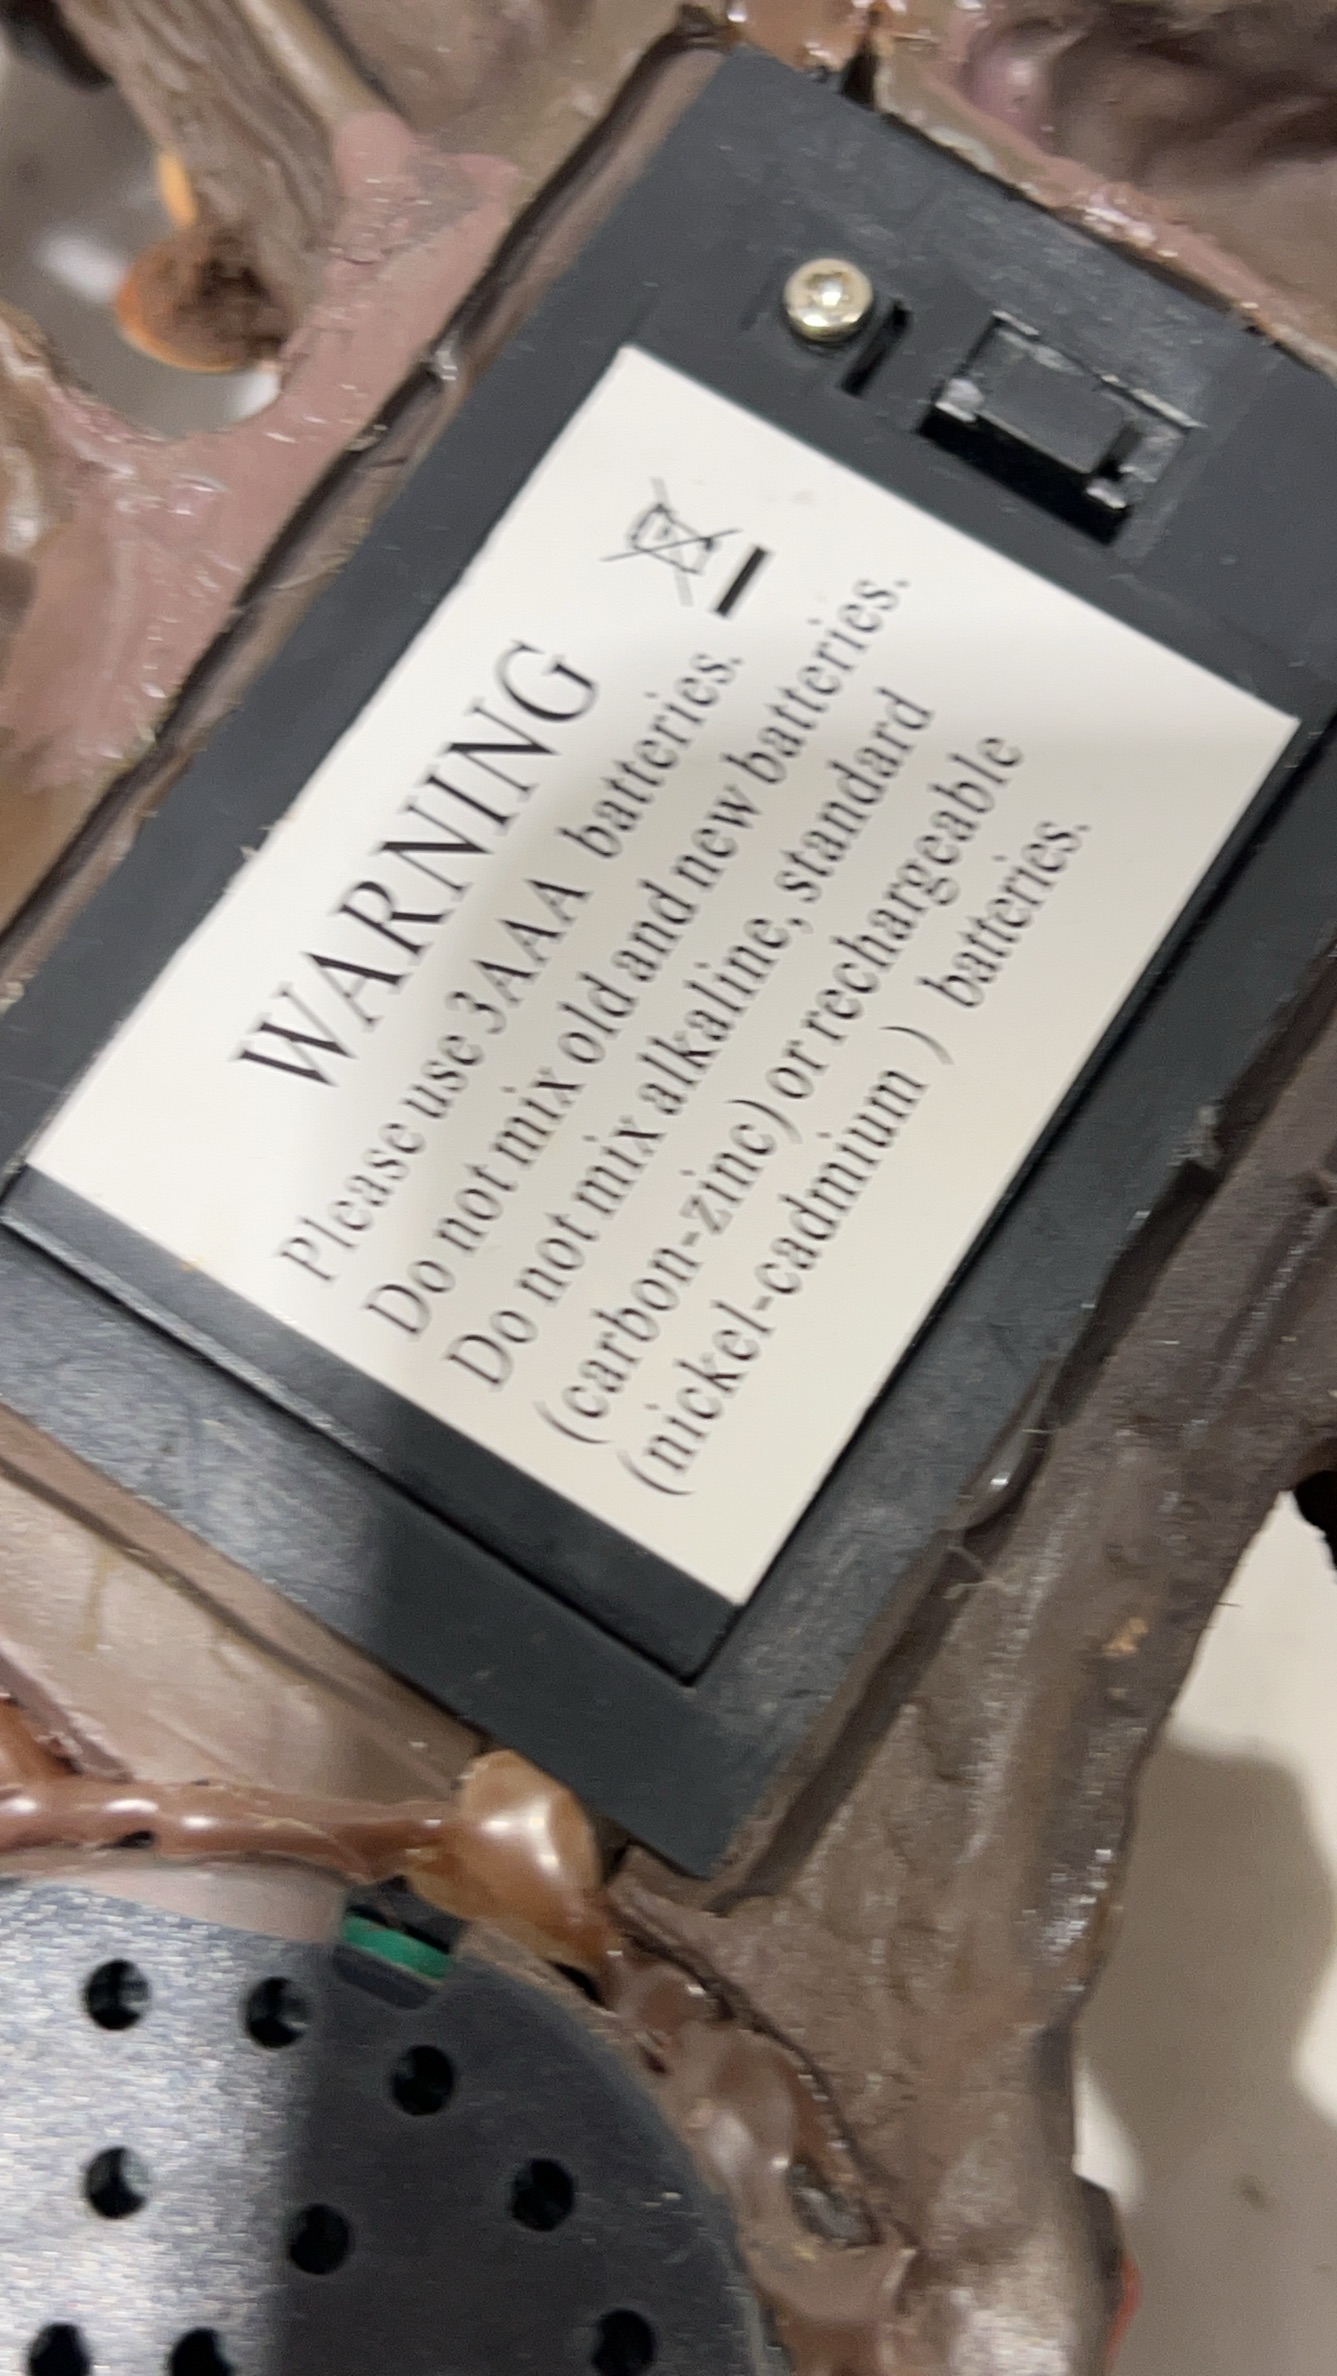 WARNING
Please use 3AAA batteries.
Do not mix old and new batteries.
Do not mix alkaline, standard
(carbon-zinc) or rechargeable
(nickel-cadmium ) batteries.